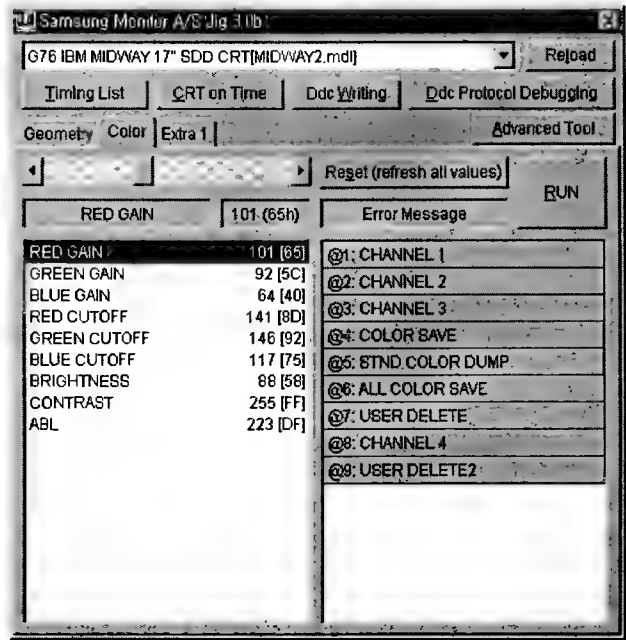 Samsung Monitor A/S Jig 3.0b
G76 IBM MIDWAY 17" SDD CRT[MIDWAY2.mdl] Reload
Timing List CRT on Time Ddc Writing Ddc Protocol Debugging
Geometry Color Extra 1 Advanced Tool
Reset (refresh all values) RUN
RED GAIN 101 (65h) Error Message
RED GAIN 101 [65]
GREEN GAIN 92 [5C]
BLUE GAIN 64 [40]
RED CUTOFF 141 [8D]
GREEN CUTOFF 146 [92]
BLUE CUTOFF 117 [75]
BRIGHTNESS 88 [58]
CONTRAST 255 [FF]
ABL 223 [DF]
@1: CHANNEL 1
@2: CHANNEL 2
@3: CHANNEL 3
@4: COLOR SAVE
@5: STND COLOR DUMP
@6: ALL COLOR SAVE
@7: USER DELETE
@8: CHANNEL 4
@9: USER DELETE2